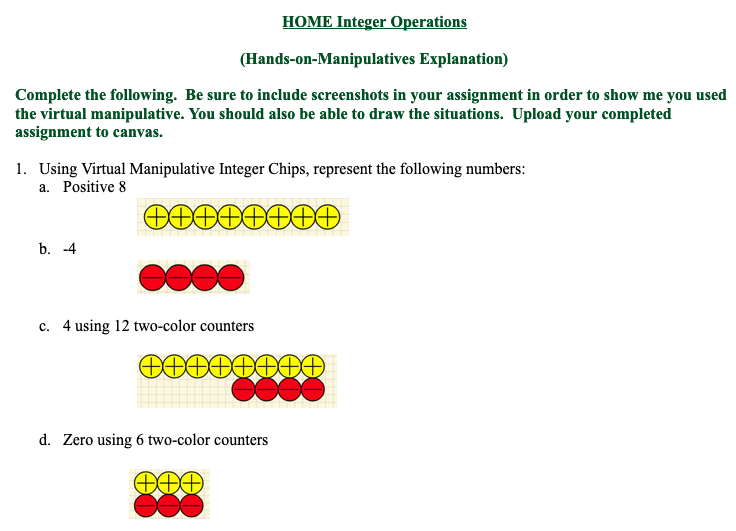 HOME Integer Operations
(Hands-on-Manipulatives Explanation)
Complete the following.  Be sure to include screenshots in your assignment in order to show me you used
the virtual manipulative. You should also be able to draw the situations.  Upload your completed
assignment to canvas.
1.  Using Virtual Manipulative Integer Chips, represent the following numbers:
a.  Positive 8
b.  -4
c.  4 using 12 two-color counters
d.  Zero using 6 two-color counters